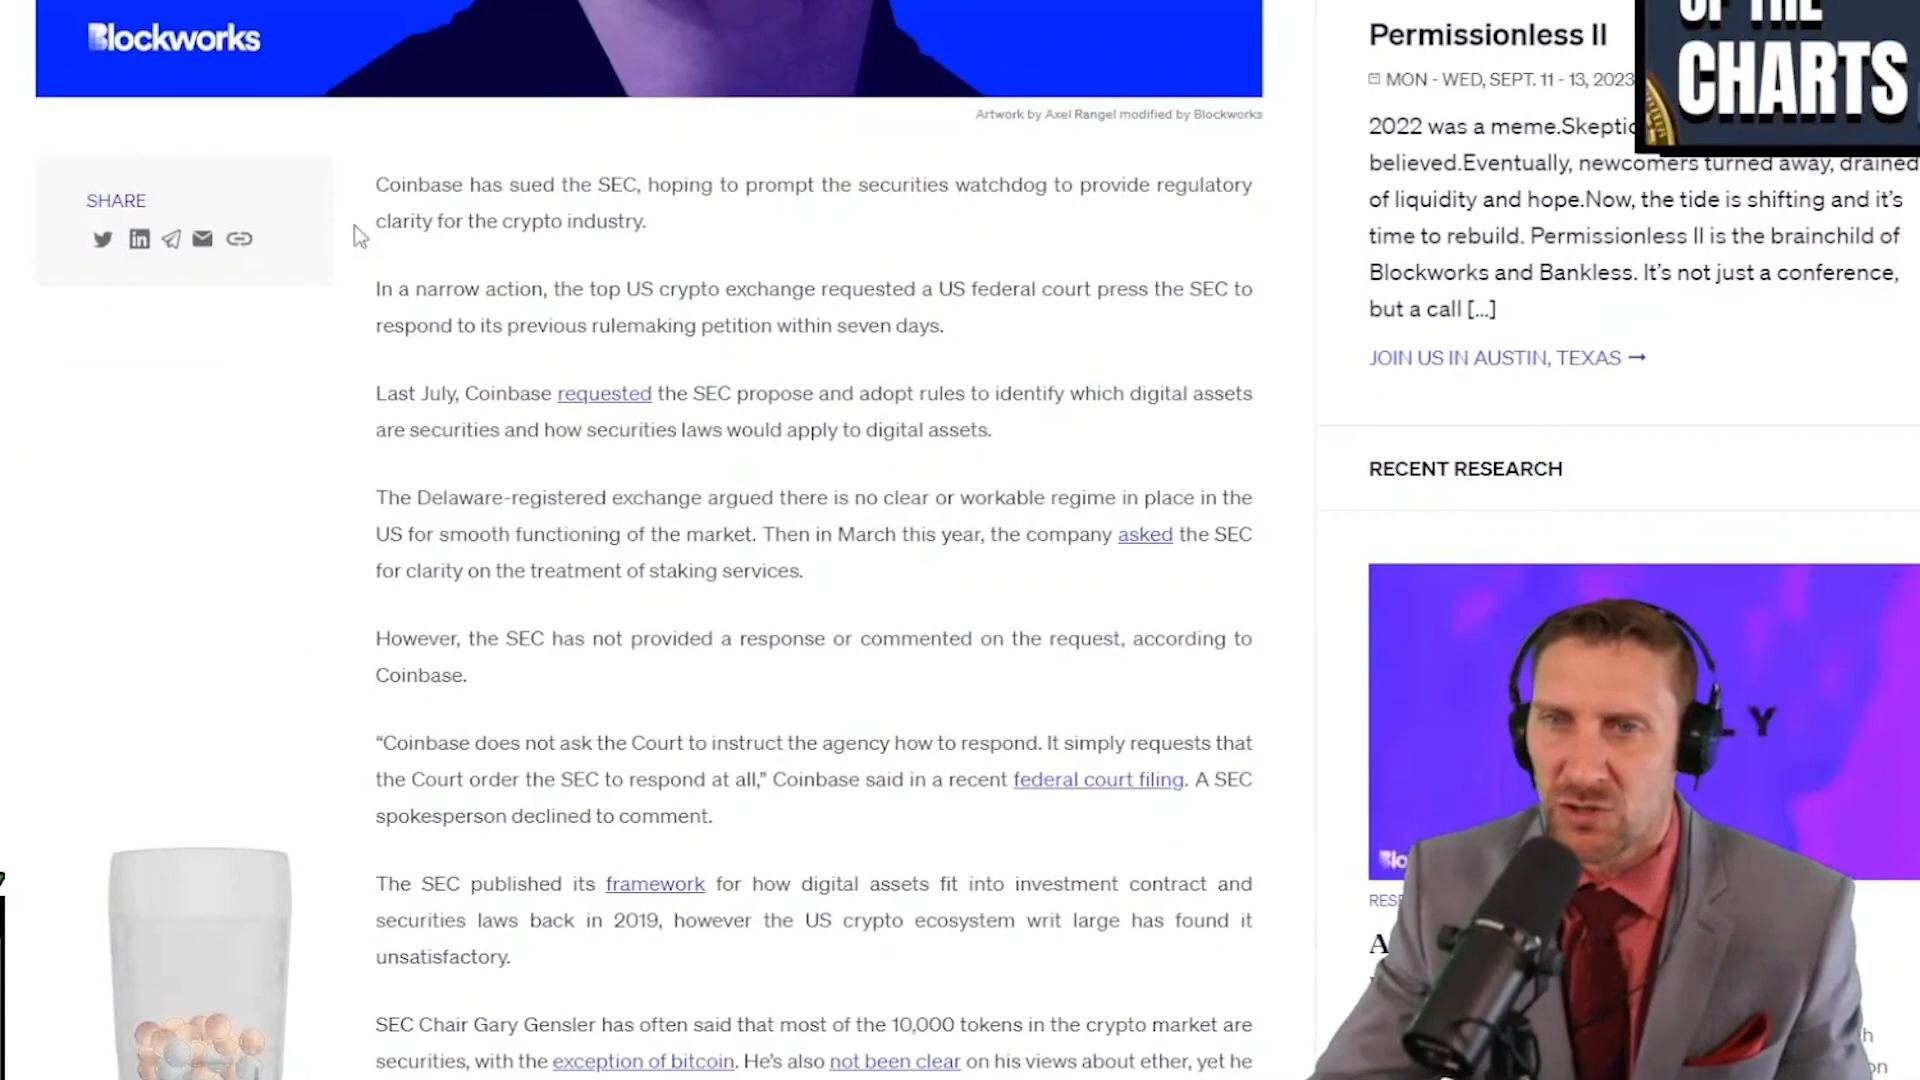 Blockworks
Artwork by Axel Rangel modified by Blockworks
SHARE
Coinbase has sued the SEC, hoping to prompt the securities watchdog to provide regulatory
clarity for the crypto industry.
In a narrow action, the top US crypto exchange requested a US federal court press the SEC to
respond to its previous rulemaking petition within seven days.
Last July, Coinbase requested the SEC propose and adopt rules to identify which digital assets
are securities and how securities laws would apply to digital assets.
The Delaware-registered exchange argued there is no clear or workable regime in place in the
US for smooth functioning of the market. Then in March this year, the company asked the SEC
for clarity on the treatment of staking services.
However, the SEC has not provided a response or commented on the request, according to
Coinbase.
“Coinbase does not ask the Court to instruct the agency how to respond. It simply requests that
the Court order the SEC to respond at all,” Coinbase said in a recent federal court filing. A SEC
spokesperson declined to comment.
The SEC published its framework for how digital assets fit into investment contract and
securities laws back in 2019, however the US crypto ecosystem writ large has found it
unsatisfactory.
SEC Chair Gary Gensler has often said that most of the 10,000 tokens in the crypto market are
securities, with the exception of bitcoin. He’s also not been clear on his views about ether, yet he
Permissionless II
MON - WED, SEPT. 11 - 13, 2023
2022 was a meme.Skeptic
believed.Eventually, newcomers turned away, drained
of liquidity and hope.Now, the tide is shifting and it’s
time to rebuild. Permissionless II is the brainchild of
Blockworks and Bankless. It’s not just a conference,
but a call [...]
JOIN US IN AUSTIN, TEXAS →
RECENT RESEARCH
OF THE
CHARTS
LY
Blo
RESE
A
h
on